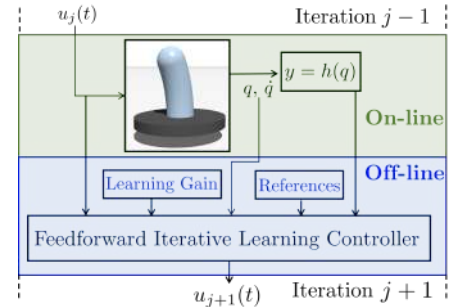 u_j(t)
Iteration j − 1
q, q̇
y = h(q)
On-line
Off-line
Learning Gain
References
Feedforward Iterative Learning Controller
u_{j+1}(t)
Iteration j + 1